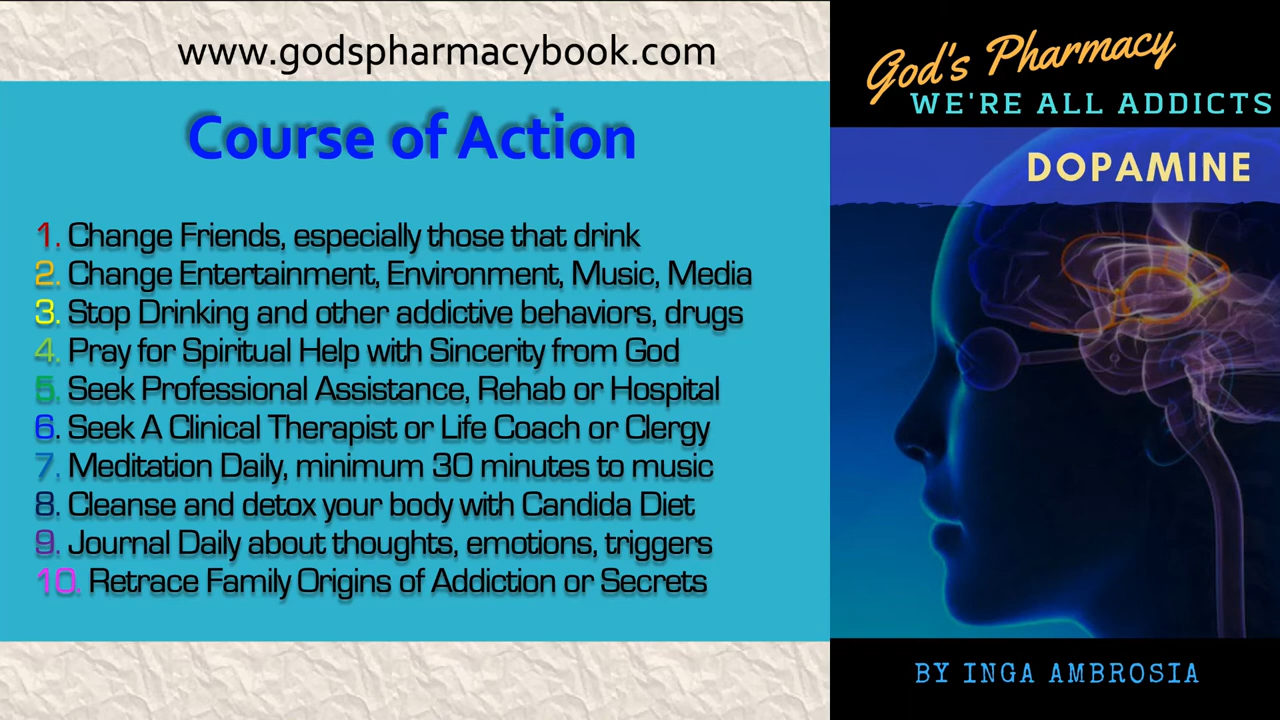 www.godspharmacybook.com
Course of Action
1. Change Friends, especially those that drink
2. Change Entertainment, Environment, Music, Media
3. Stop Drinking and other addictive behaviors, drugs
4. Pray for Spiritual Help with Sincerity from God
5. Seek Professional Assistance, Rehab or Hospital
6. Seek A Clinical Therapist or Life Coach or Clergy
7. Meditation Daily, minimum 30 minutes to music
8. Cleanse and detox your body with Candida Diet
9. Journal Daily about thoughts, emotions, triggers
10. Retrace Family Origins of Addiction or Secrets
God's Pharmacy
WE'RE ALL ADDICTS
DOPAMINE
BY INGA AMBROSIA